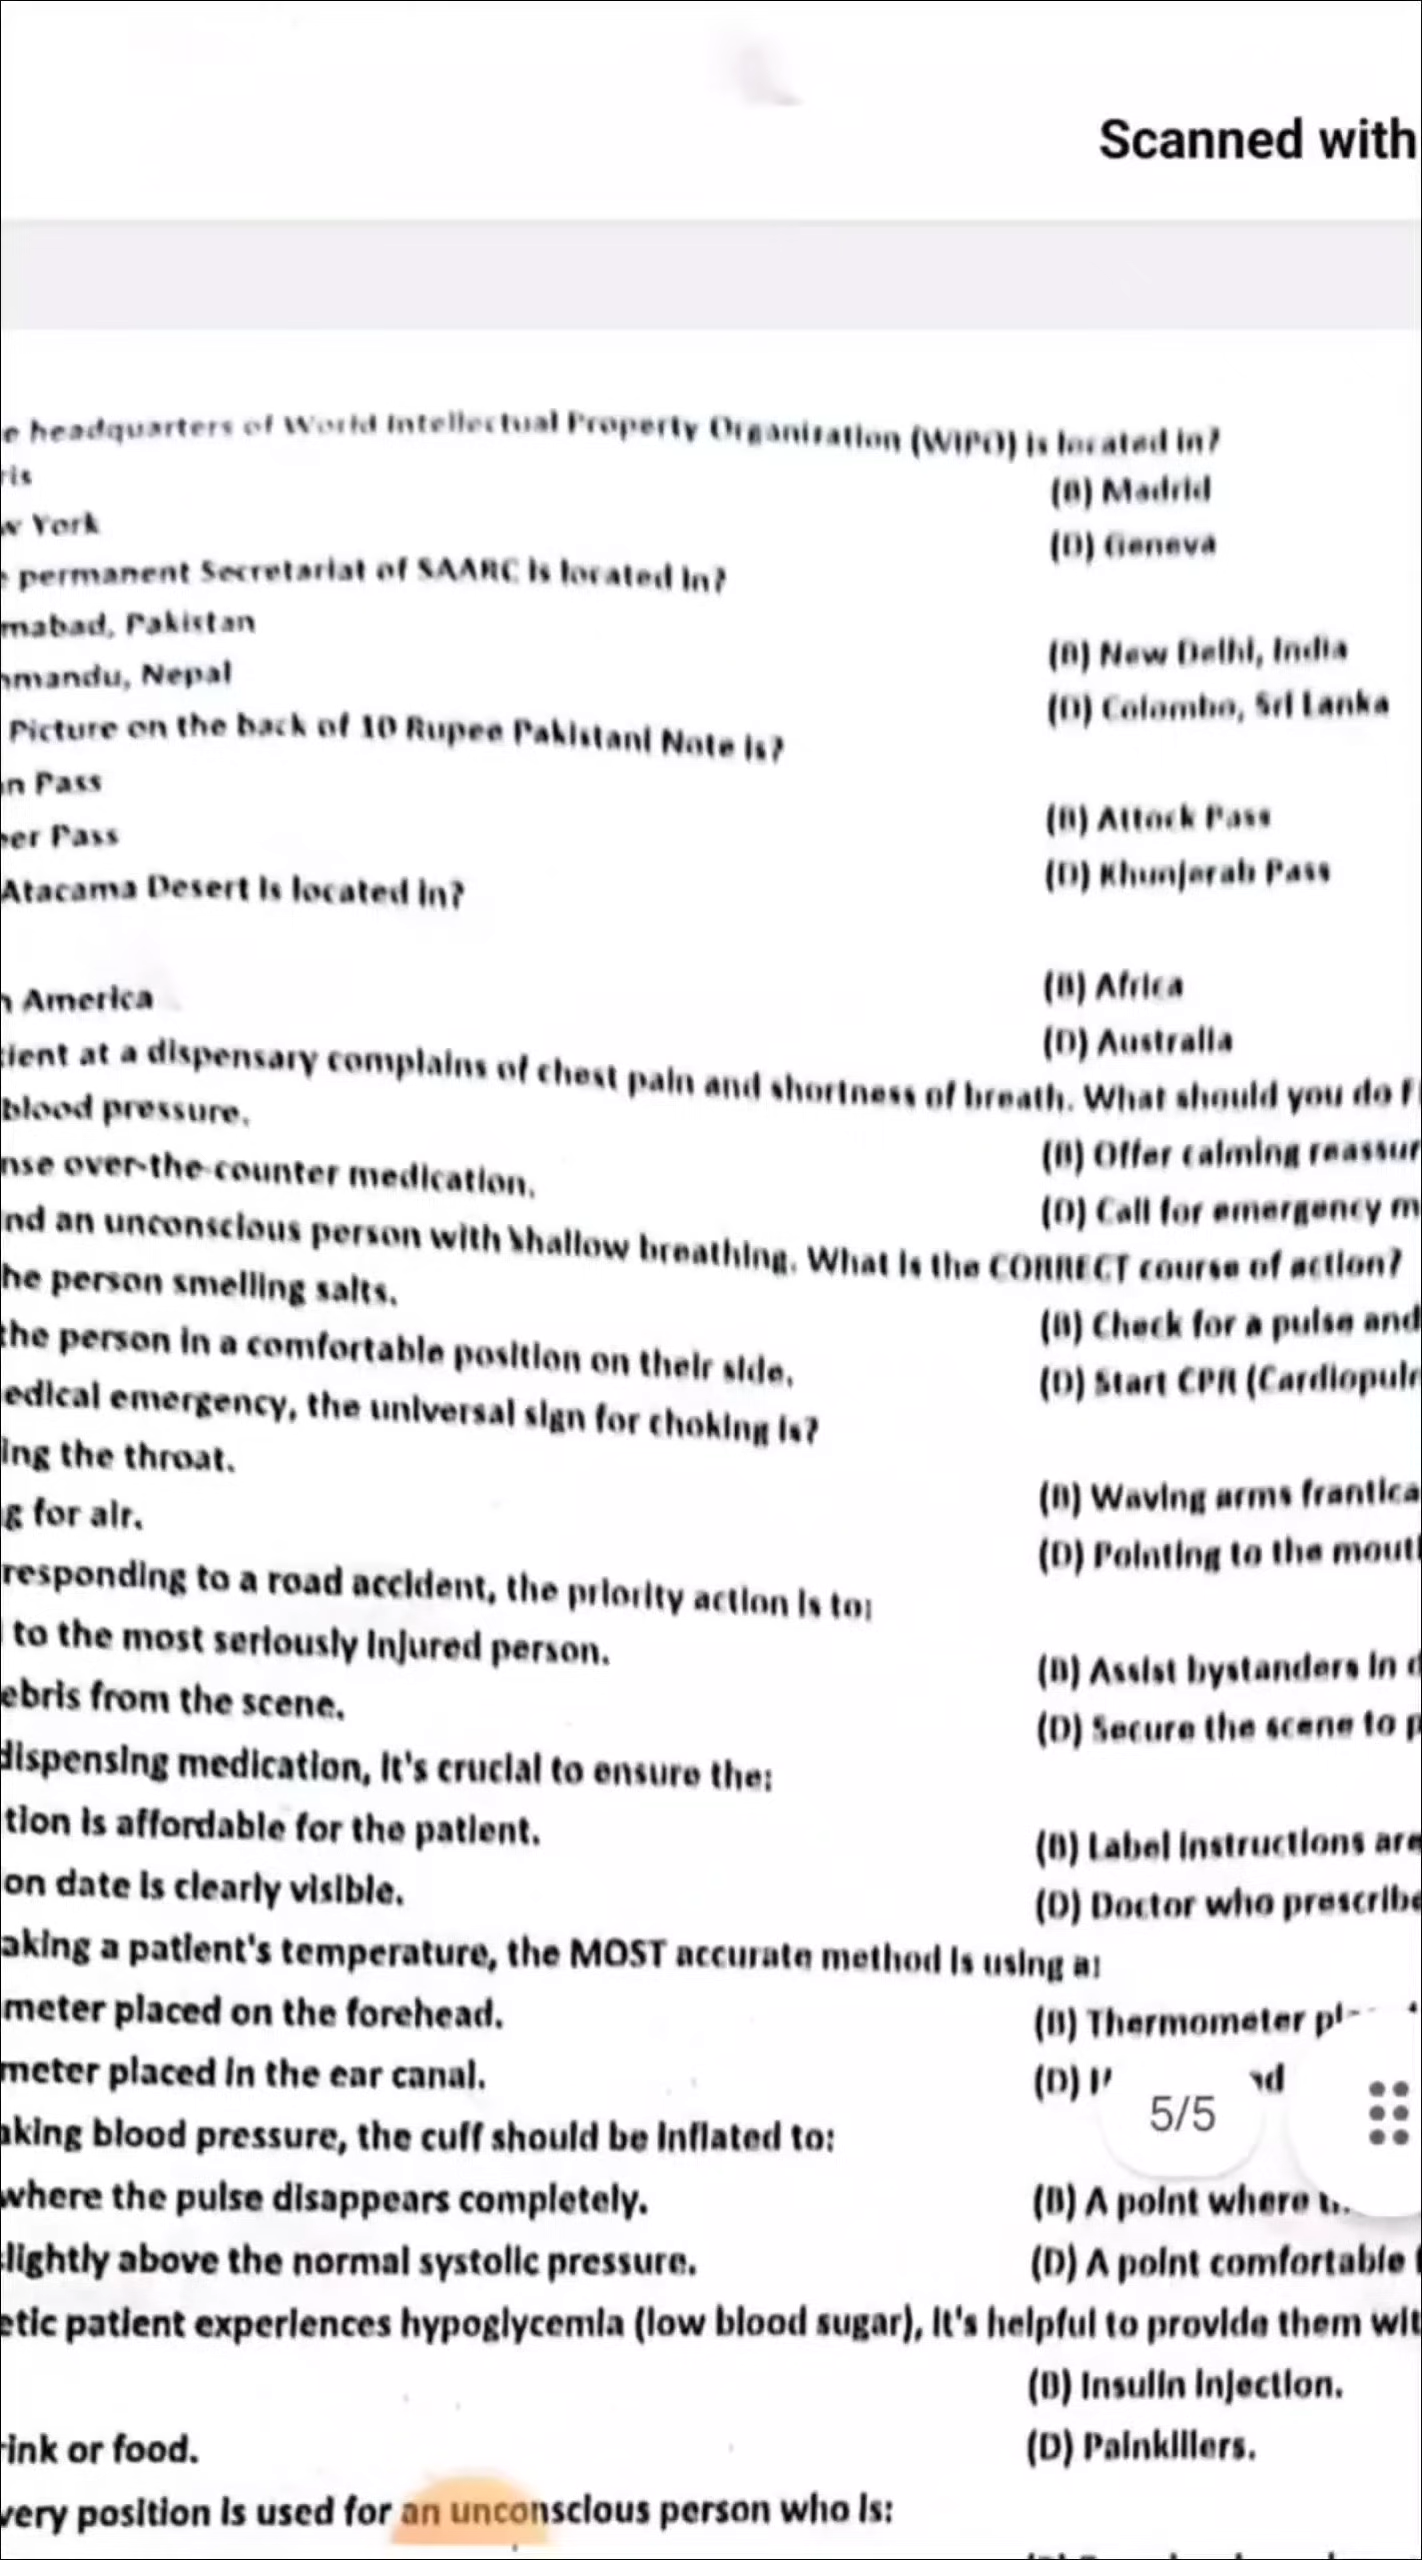 Scanned with
e headquarters of World Intellectual Property Organization (WIPO) is located in?
ris
(B) Madrid
w York
(D) Geneva
permanent Secretariat of SAARC is located in?
mabad, Pakistan
(B) New Delhi, India
mandu, Nepal
(D) Colombo, Sri Lanka
Picture on the back of 10 Rupee Pakistani Note is?
n Pass
(B) Attock Pass
er Pass
(D) Khunjerab Pass
Atacama Desert is located in?
(B) Africa
America
(D) Australia
tient at a dispensary complains of chest pain and shortness of breath. What should you do
blood pressure.
(B) Offer calming reassur
nse over-the-counter medication.
(D) Call for emergency m
nd an unconscious person with shallow breathing. What is the CORRECT course of action?
he person smelling salts.
(B) Check for a pulse and
the person in a comfortable position on their side.
(D) Start CPR (Cardiopul
edical emergency, the universal sign for choking is?
ing the throat.
(B) Waving arms frantica
g for air.
(D) Pointing to the mout
responding to a road accident, the priority action is to:
to the most seriously injured person.
(B) Assist bystanders in
ebris from the scene.
(D) Secure the scene to p
dispensing medication, it's crucial to ensure the:
tion is affordable for the patient.
(B) Label instructions are
on date is clearly visible.
(D) Doctor who prescribe
aking a patient's temperature, the MOST accurate method is using a:
meter placed on the forehead.
(B) Thermometer pl
meter placed in the ear canal.
(D)
5/5
aking blood pressure, the cuff should be inflated to:
where the pulse disappears completely.
(B) A point where
slightly above the normal systolic pressure.
(D) A point comfortable
etic patient experiences hypoglycemia (low blood sugar), it's helpful to provide them wit
(B) Insulin injection.
rink or food.
(D) Painkillers.
very position is used for an unconscious person who is: